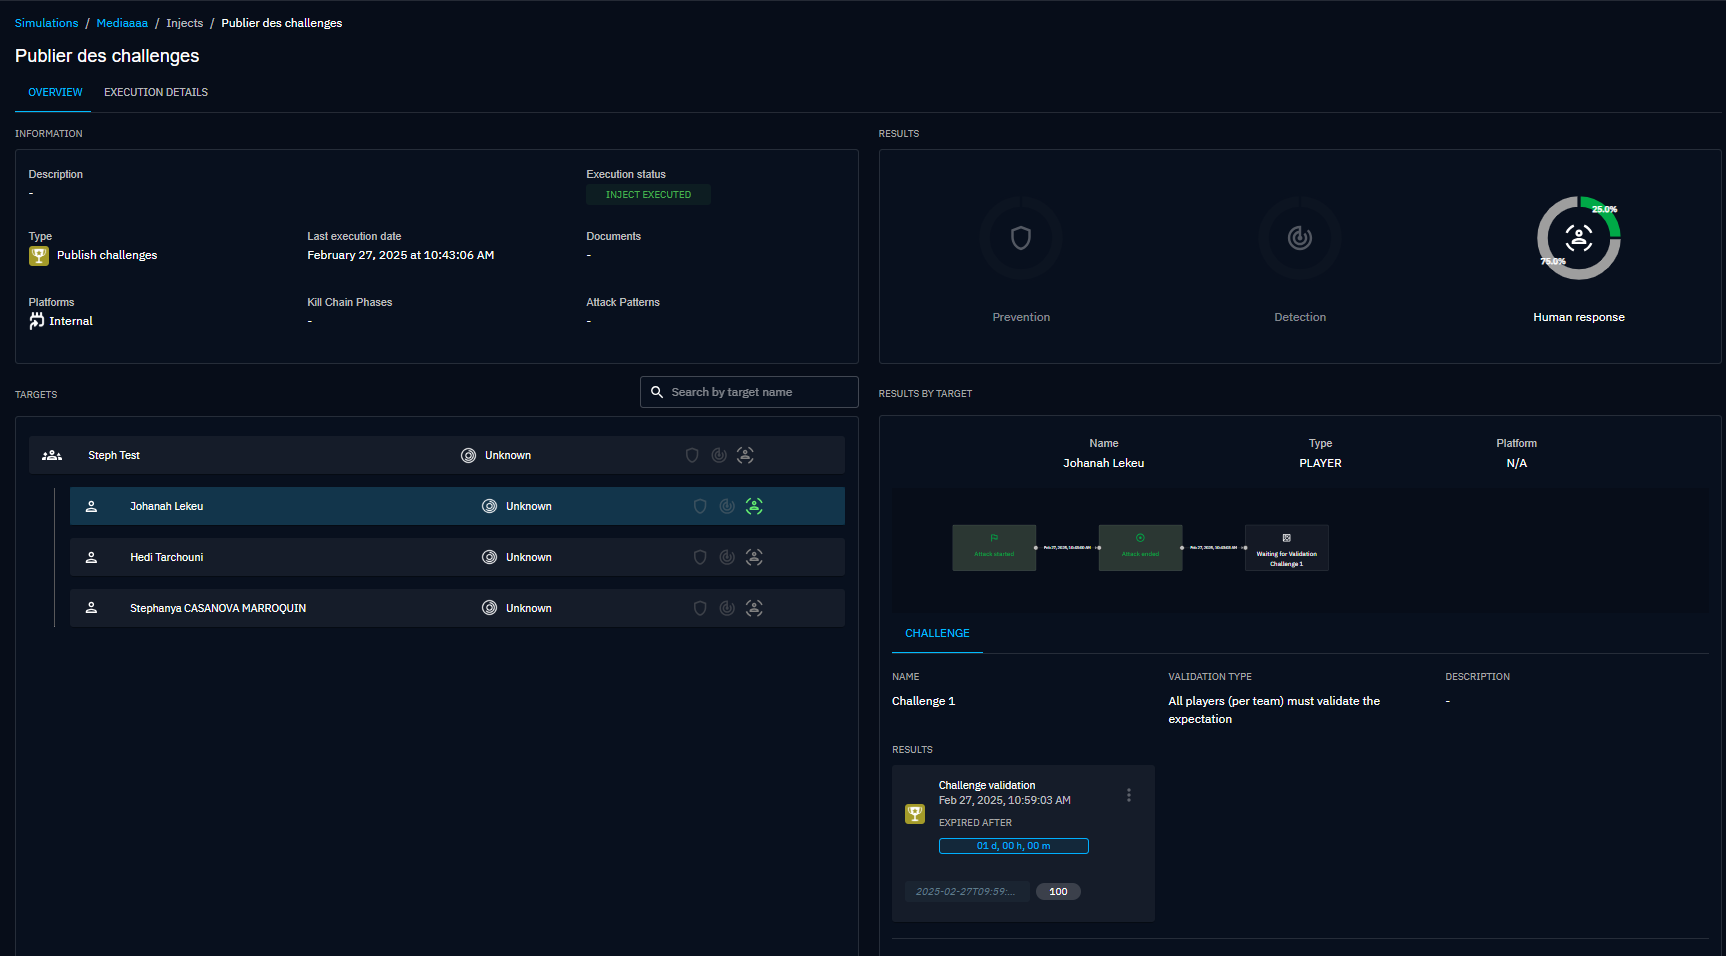 Simulations / Mediaaaa / Injects / Publier des challenges
Publier des challenges
OVERVIEW EXECUTION DETAILS
INFORMATION
Description
-
Execution status
INJECT EXECUTED
Type
Publish challenges
Last execution date
February 27, 2025 at 10:43:06 AM
Documents
-
Platforms
Internal
Kill Chain Phases
-
Attack Patterns
-
RESULTS
Prevention
Detection
25.0%
75.0%
Human response
TARGETS
Search by target name
Steph Test Unknown
Johanah Lekeu Unknown
Hedi Tarchouni Unknown
Stephanya CASANOVA MARROQUIN Unknown
RESULTS BY TARGET
Name
Johanah Lekeu
Type
PLAYER
Platform
N/A
Attack started
Attack ended
Waiting for Validation
Challenge 1
CHALLENGE
NAME
Challenge 1
VALIDATION TYPE
All players (per team) must validate the
expectation
DESCRIPTION
-
RESULTS
Challenge validation
Feb 27, 2025, 10:59:03 AM
EXPIRED AFTER
01 d, 00 h, 00 m
2025-02-27T09:59:...
100